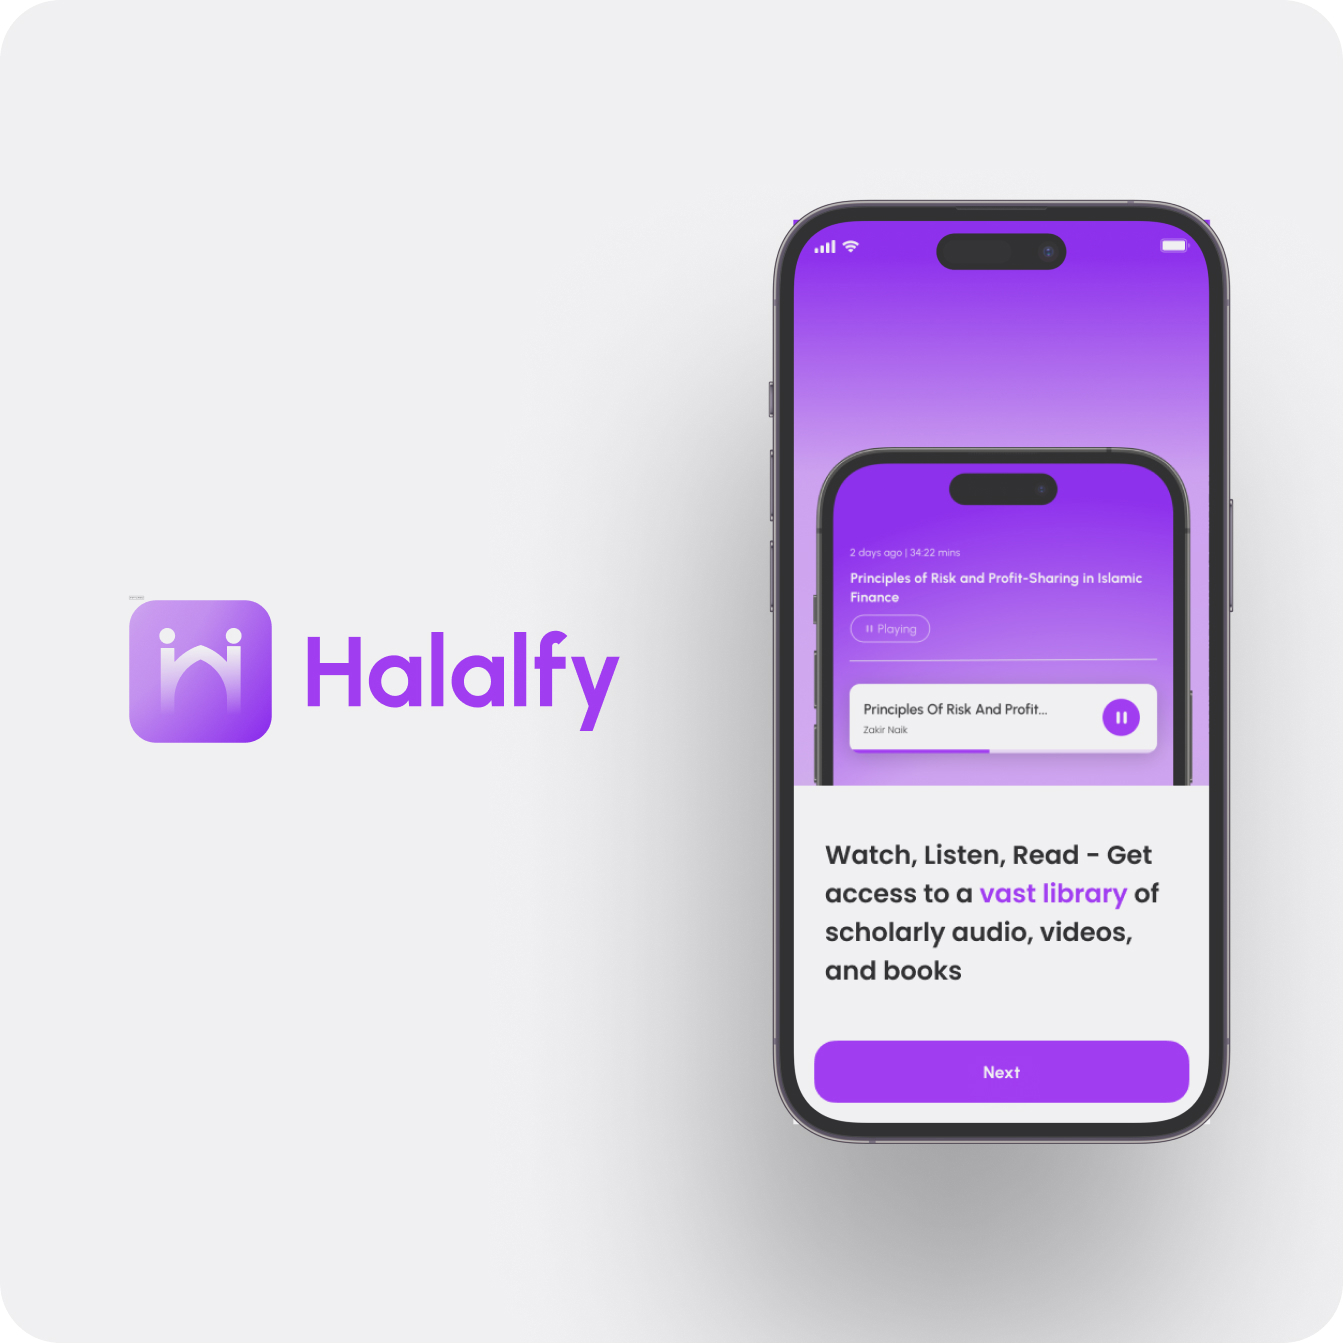 Halalfy
2 days ago | 34:22 mins
Principles of Risk and Profit-Sharing in Islamic
Finance
Playing
Principles Of Risk And Profit...
Zakir Naik
Watch, Listen, Read - Get
access to a vast library of
scholarly audio, videos,
and books
Next